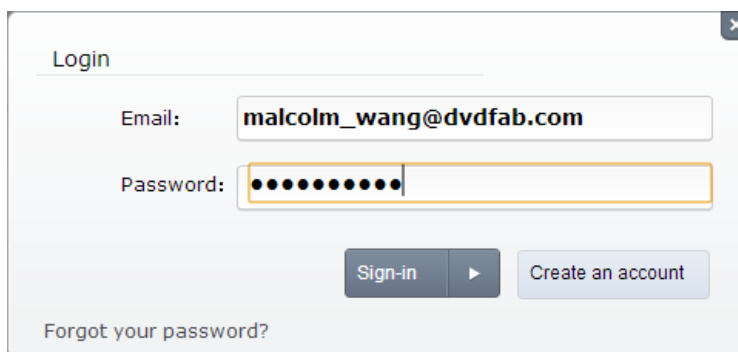 Login
Email: malcolm_wang@dvdfab.com
Password: ●●●●●●●●●●
Sign-in Create an account
Forgot your password?